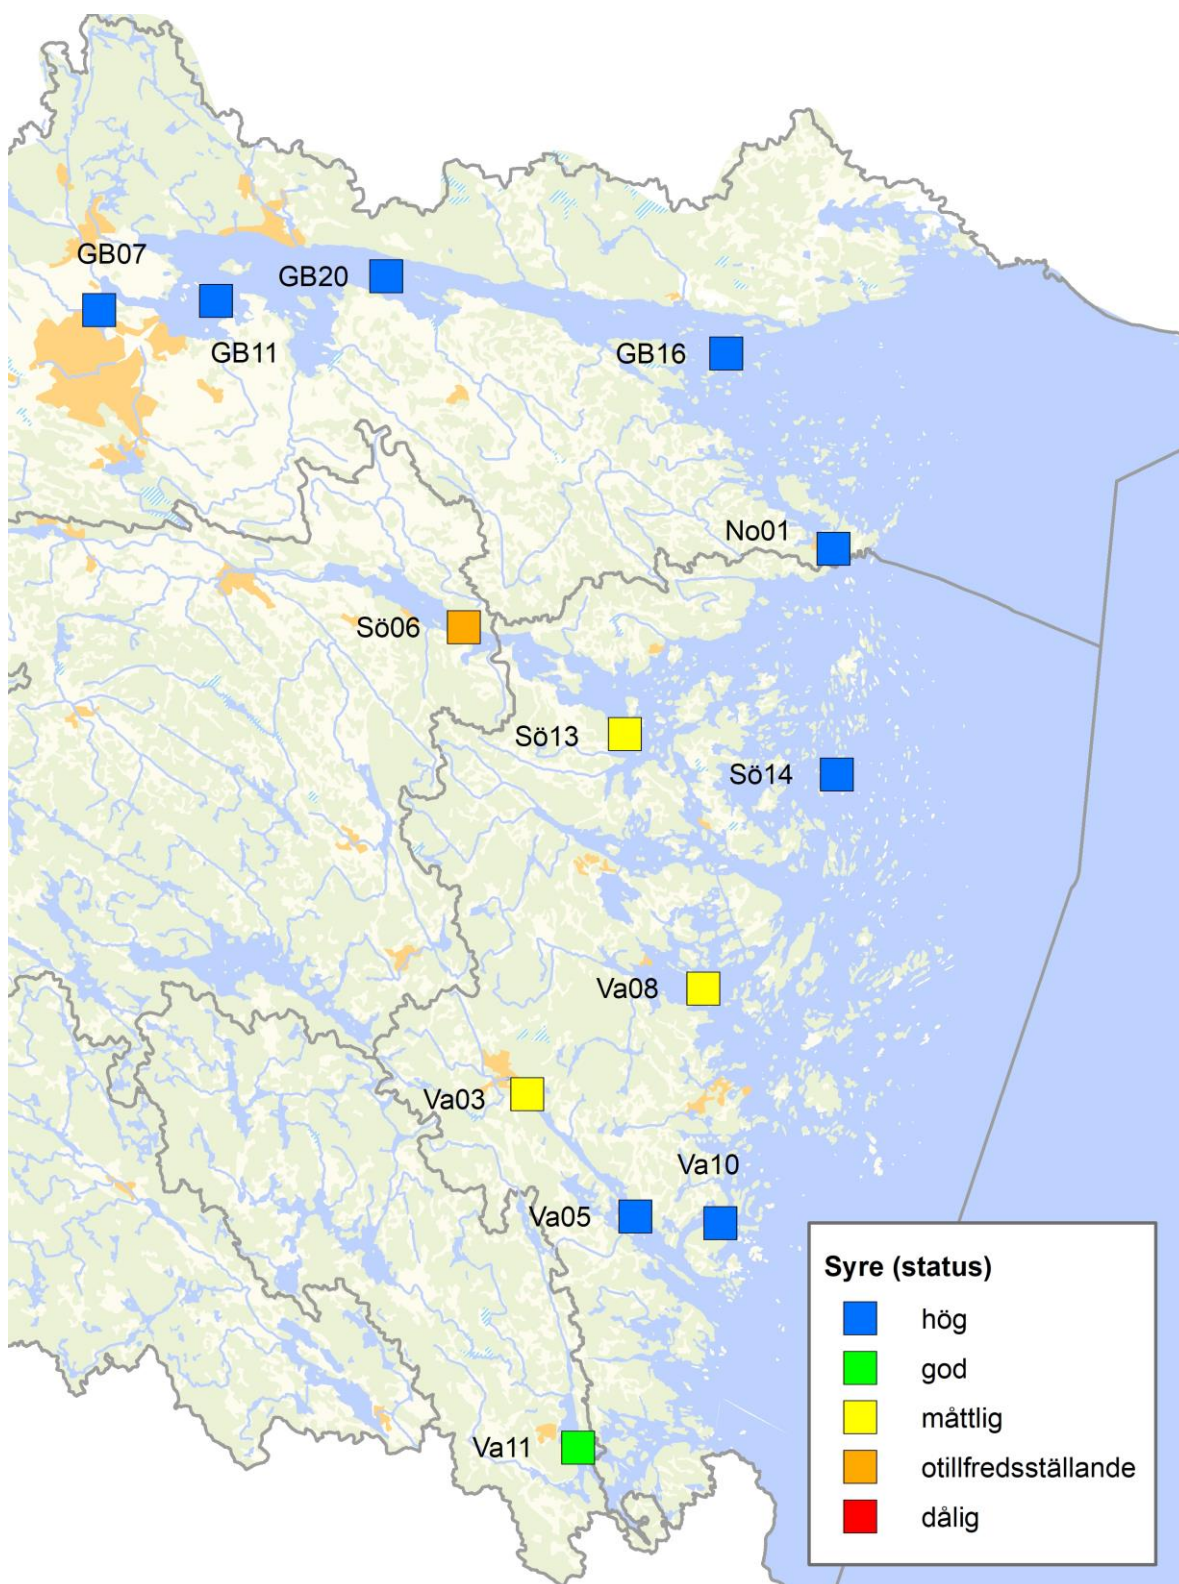 GB07
GB20
GB11
GB16
No01
Sö06
Sö13
Sö14
Va08
Va03
Va10
Va05
Va11
Syre (status)
hög
god
måttlig
otillfredsställande
dålig